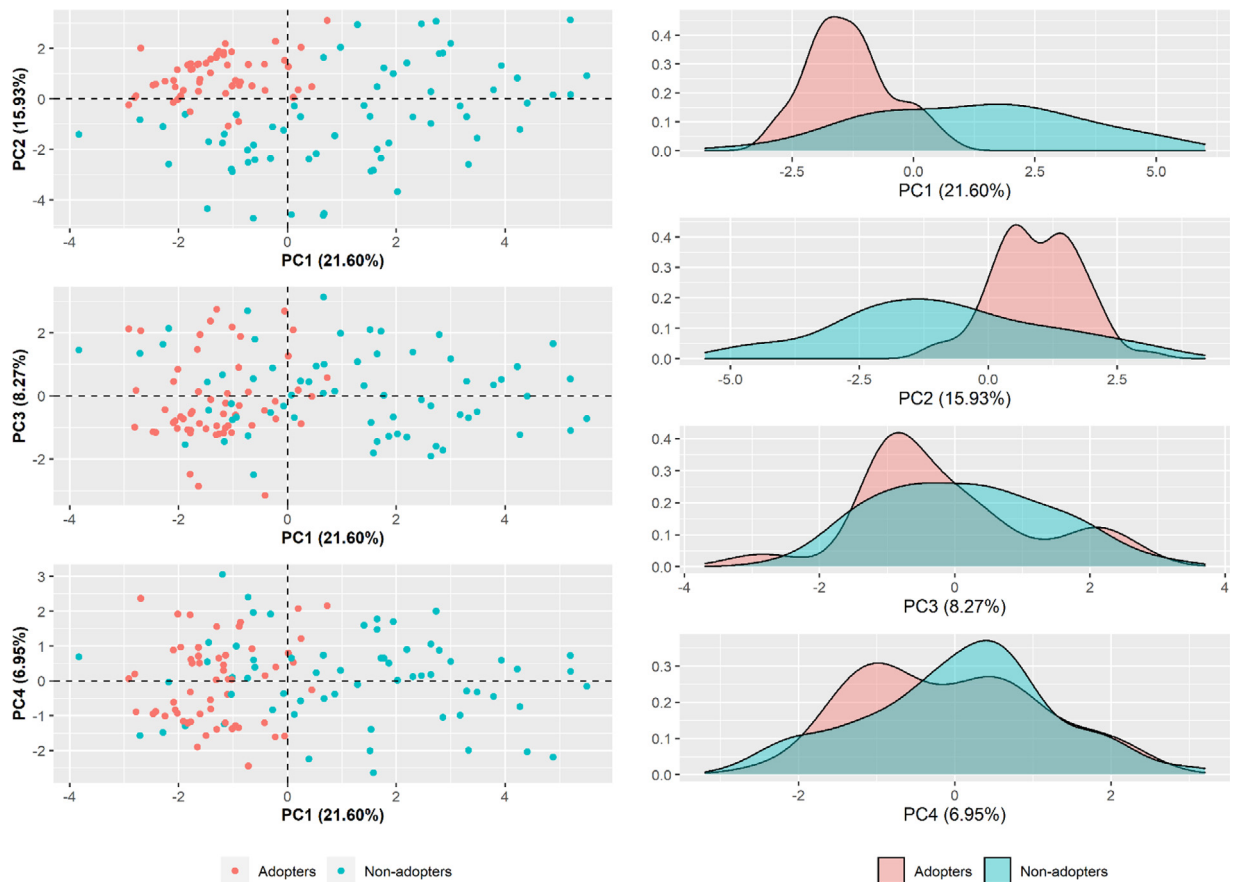 2
0
-2
-4
PC2 (15.93%)
-4 -2 0 2 4
PC1 (21.60%)
2
0
-2
PC3 (8.27%)
-4 -2 0 2 4
PC1 (21.60%)
3
2
1
0
-1
-2
PC4 (6.95%)
-4 -2 0 2 4
PC1 (21.60%)
Adopters Non-adopters
0.4
0.3
0.2
0.1
0.0
-2.5 0.0 2.5 5.0
PC1 (21.60%)
0.4
0.3
0.2
0.1
0.0
-5.0 -2.5 0.0 2.5
PC2 (15.93%)
0.4
0.3
0.2
0.1
0.0
-4 -2 0 2 4
PC3 (8.27%)
0.3
0.2
0.1
0.0
-2 0 2
PC4 (6.95%)
Adopters Non-adopters